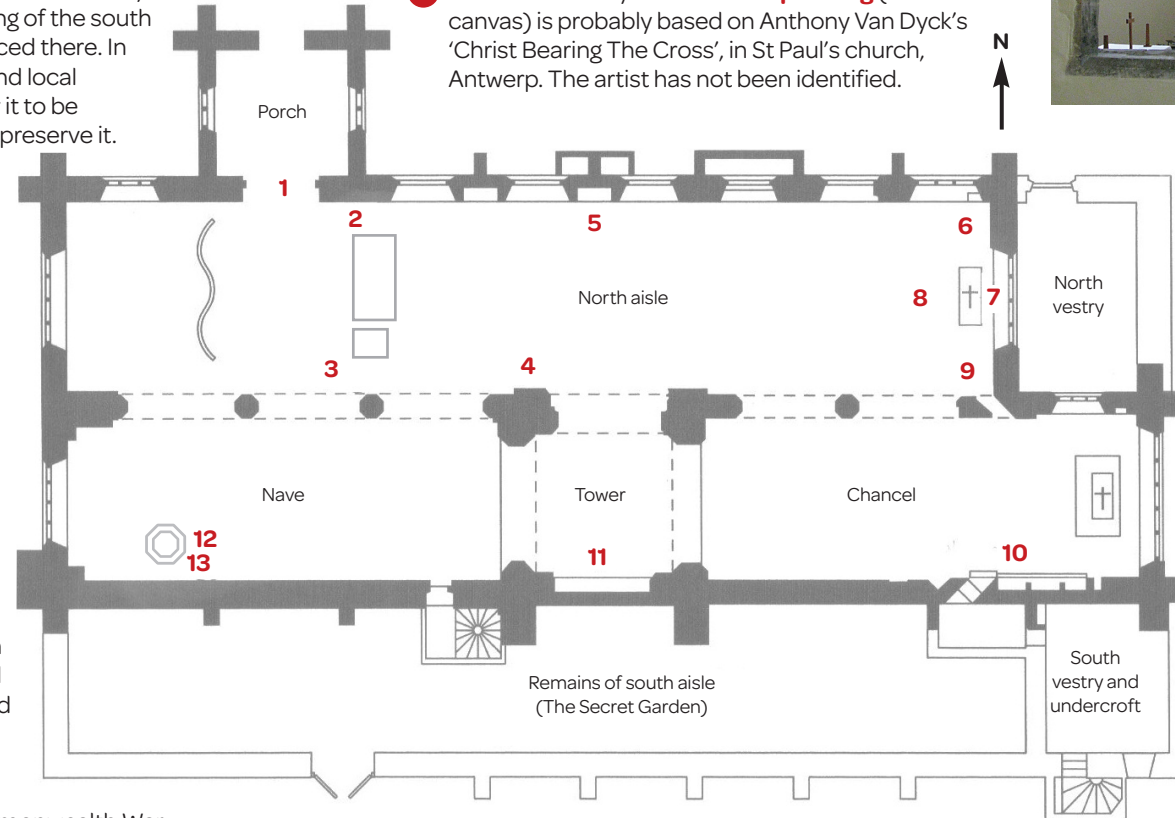 ng of the south
ced there. In
nd local
it to be
preserve it.
painting (
canvas) is probably based on Anthony Van Dyck's
‘Christ Bearing The Cross’, in St Paul's church,
Antwerp. The artist has not been identified.
N
Porch
1
2
5
6
North aisle
8
7
North
vestry
3
4
9
Nave
Tower
Chancel
12
13
11
10
d
Remains of south aisle
(The Secret Garden)
South
vestry and
undercroft